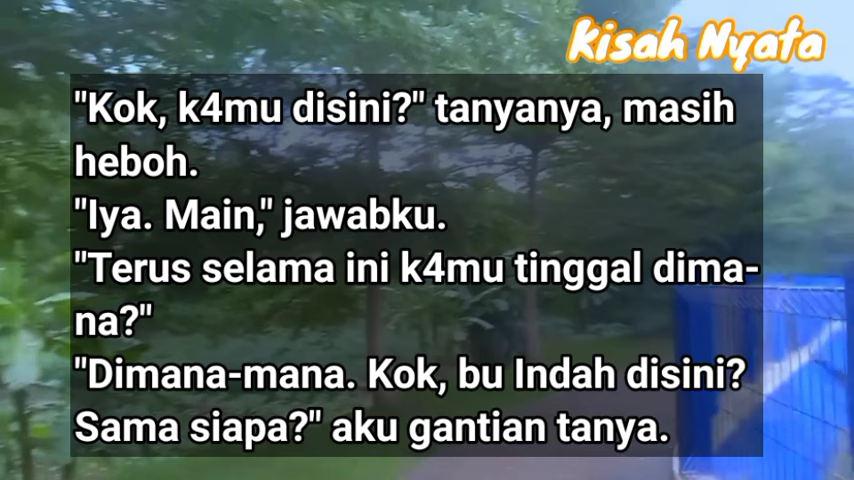 Kisah Nyata
"Kok, k4mu disini?" tanyanya, masih
heboh.
"Iya. Main," jawabku.
"Terus selama ini k4mu tinggal dima-
na?"
"Dimana-mana. Kok, bu Indah disini?
Sama siapa?" aku gantian tanya.